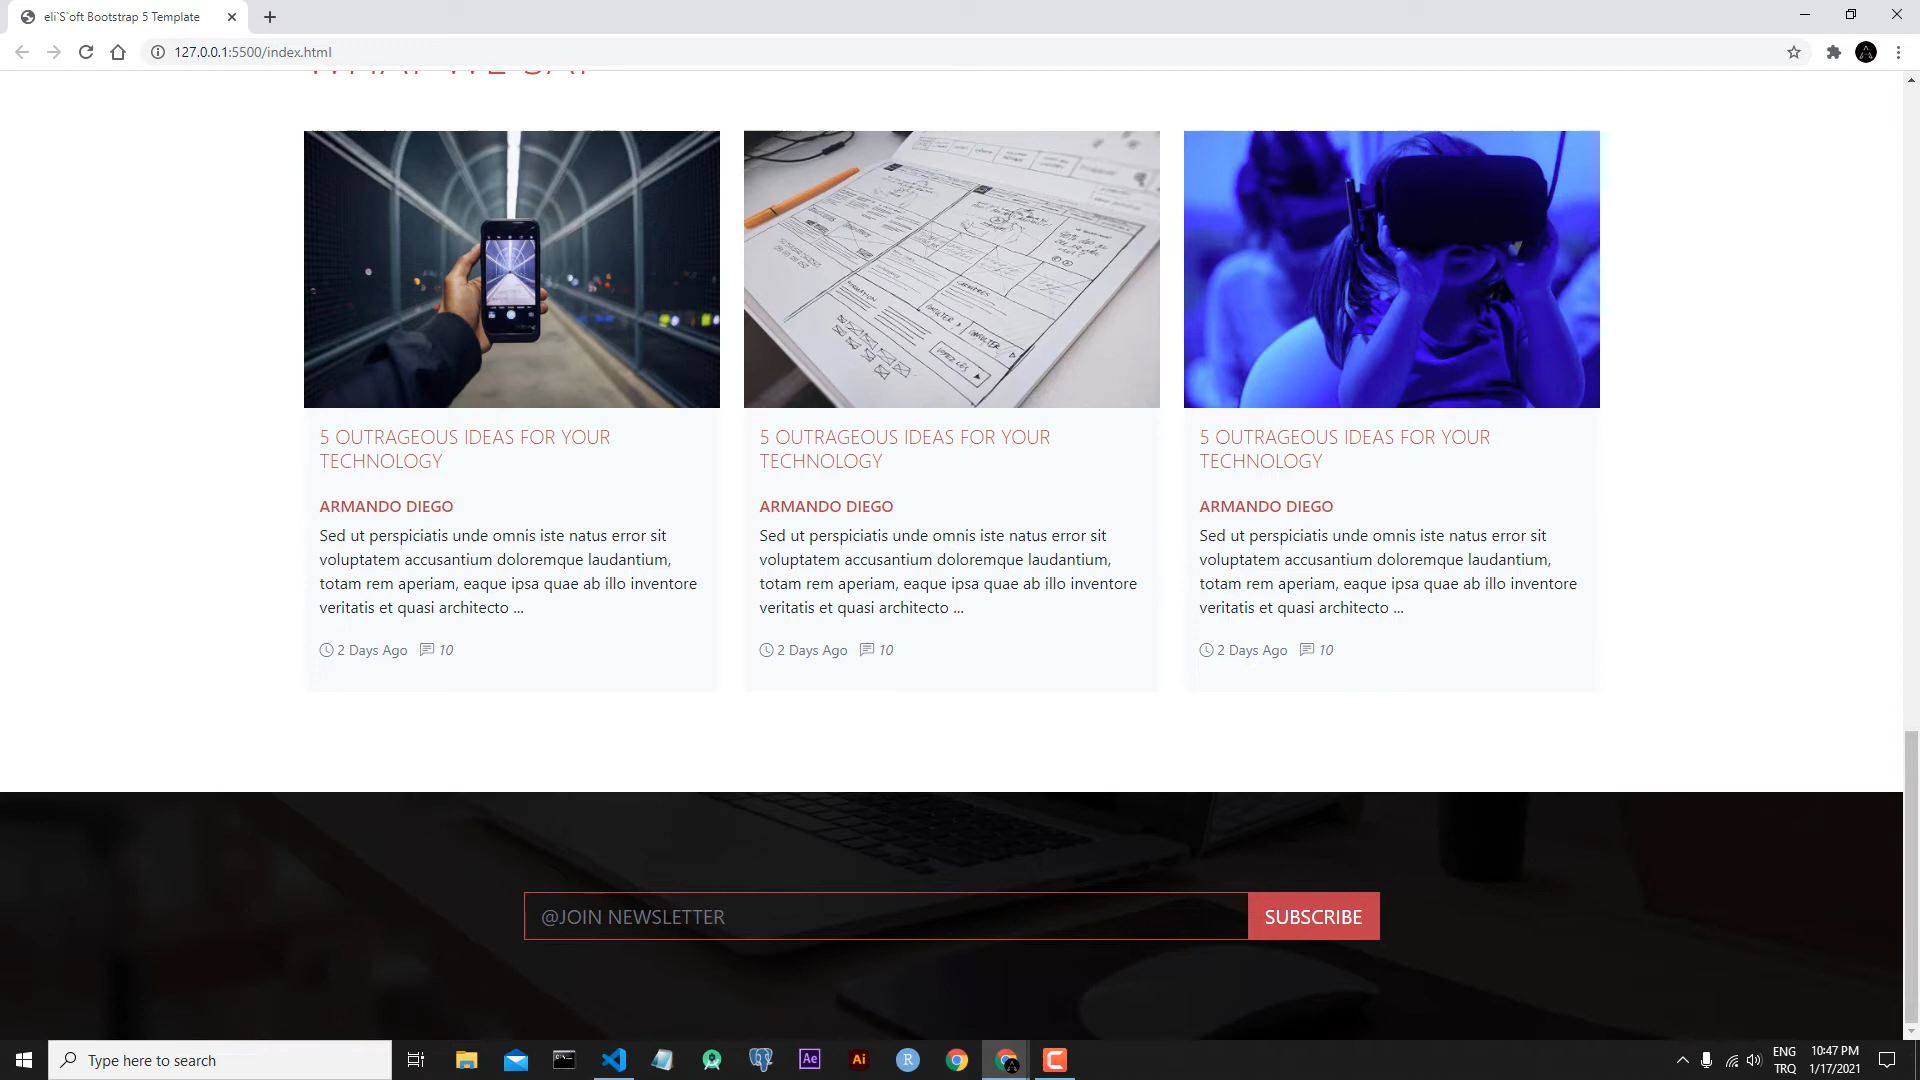 eli`S`oft Bootstrap 5 Template
127.0.0.1:5500/index.html
WHAT WE SAY
5 OUTRAGEOUS IDEAS FOR YOUR
TECHNOLOGY
ARMANDO DIEGO
Sed ut perspiciatis unde omnis iste natus error sit
voluptatem accusantium doloremque laudantium,
totam rem aperiam, eaque ipsa quae ab illo inventore
veritatis et quasi architecto ...
2 Days Ago 10
5 OUTRAGEOUS IDEAS FOR YOUR
TECHNOLOGY
ARMANDO DIEGO
Sed ut perspiciatis unde omnis iste natus error sit
voluptatem accusantium doloremque laudantium,
totam rem aperiam, eaque ipsa quae ab illo inventore
veritatis et quasi architecto ...
2 Days Ago 10
5 OUTRAGEOUS IDEAS FOR YOUR
TECHNOLOGY
ARMANDO DIEGO
Sed ut perspiciatis unde omnis iste natus error sit
voluptatem accusantium doloremque laudantium,
totam rem aperiam, eaque ipsa quae ab illo inventore
veritatis et quasi architecto ...
2 Days Ago 10
@JOIN NEWSLETTER
SUBSCRIBE
Type here to search
Ae
Ai
R
ENG
TRQ
10:47 PM
1/17/2021